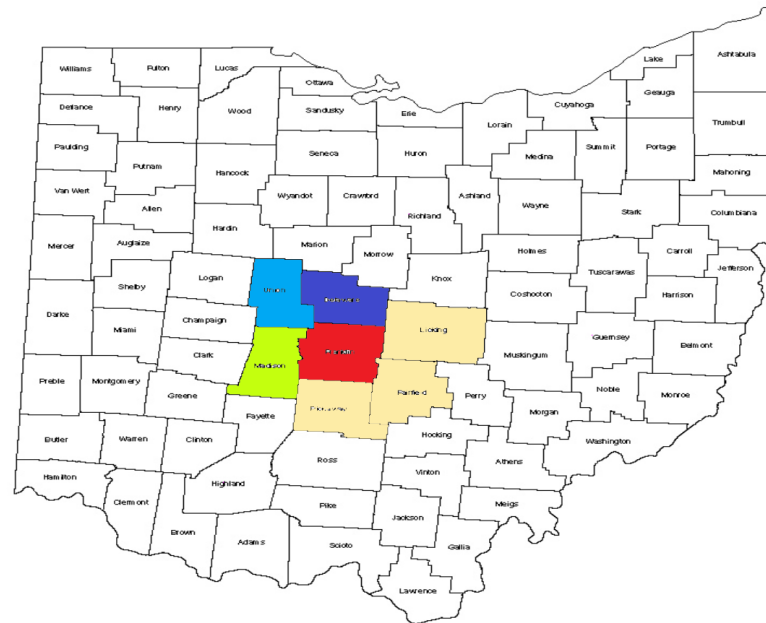 Williams
Fulton
Lucas
Ottawa
Lake
Ashtabula
Geauga
Cuyahoga
Defiance
Henry
Wood
Sandusky
Erie
Lorain
Trumbull
Paulding
Putnam
Hancock
Seneca
Huron
Medina
Summit
Portage
Mahoning
Van Wert
Allen
Wyandot
Crawford
Richland
Ashland
Wayne
Stark
Columbiana
Mercer
Auglaize
Hardin
Marion
Morrow
Holmes
Carroll
Jefferson
Logan
Union
Delaware
Knox
Coshocton
Tuscarawas
Harrison
Shelby
Darke
Miami
Champaign
Licking
Muskingum
Guernsey
Belmont
Clark
Madison
Franklin
Preble
Montgomery
Greene
Fayette
Pickaway
Fairfield
Perry
Morgan
Noble
Monroe
Butler
Warren
Clinton
Ross
Hocking
Athens
Washington
Hamilton
Clermont
Highland
Vinton
Meigs
Brown
Adams
Pike
Scioto
Jackson
Gallia
Lawrence